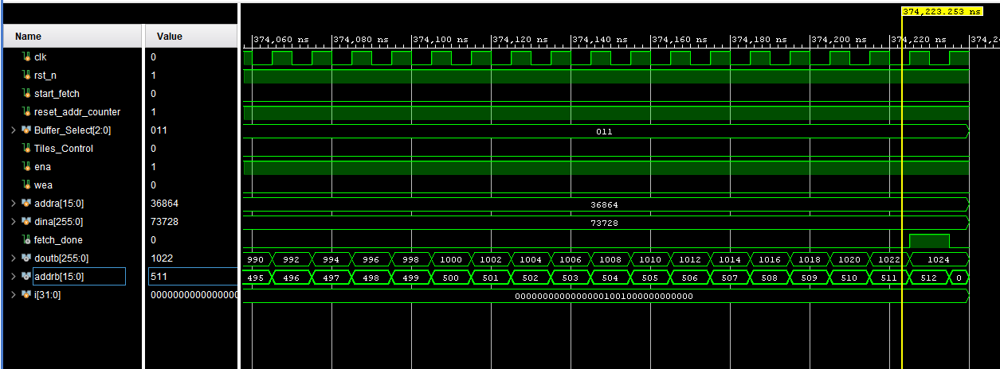 374,223.253 ns
Name Value
374,060 ns 374,080 ns 374,100 ns 374,120 ns 374,140 ns 374,160 ns 374,180 ns 374,200 ns 374,220 ns 374,2
clk 0
rst_n 1
start_fetch 0
reset_addr_counter 1
Buffer_Select[2:0] 011 011
Tiles_Control 0
ena 1
wea 0
addra[15:0] 36864 36864
dina[255:0] 73728 73728
fetch_done 0
doutb[255:0] 1022 990 992 994 996 998 1000 1002 1004 1006 1008 1010 1012 1014 1016 1018 1020 1022 1024
addrb[15:0] 511 495 496 497 498 499 500 501 502 503 504 505 506 507 508 509 510 511 512 0
i[31:0] 0000000000000000 00000000000000001001000000000000